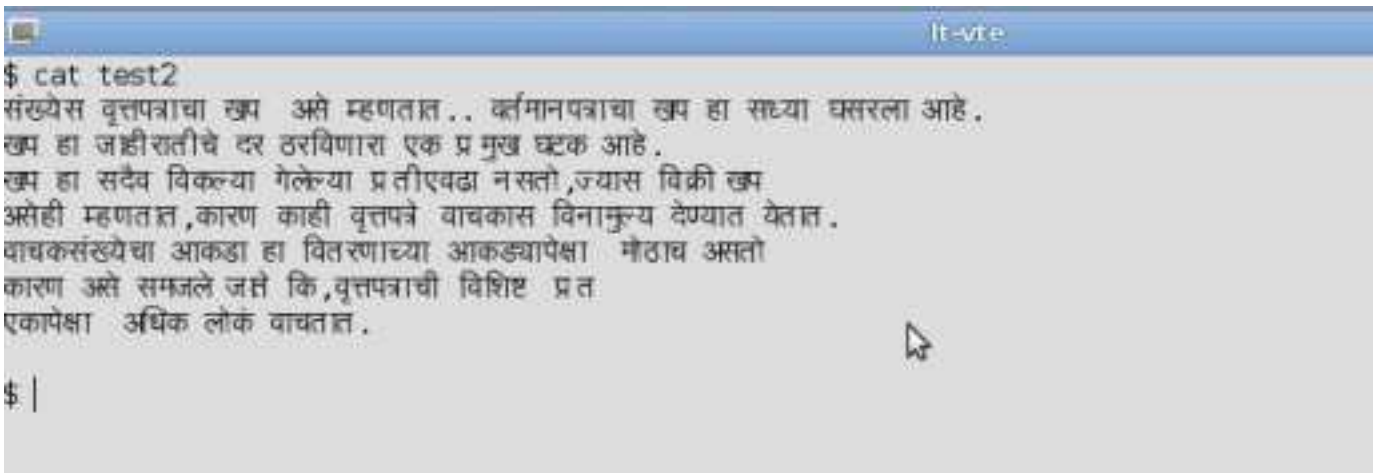 lt-vte
$ cat test2
संख्येस वृत्तपत्राचा खप असे म्हणतात.. वर्तमानपत्राचा खप हा सध्या घसरला आहे.
खप हा जाहीरातीचे दर ठरविणारा एक प्रमुख घटक आहे.
खप हा सदैव विकल्या गेलेल्या प्रतीएवढा नसतो,ज्यास विक्री खप
असेही म्हणतात,कारण काही वृत्तपत्रे वाचकास विनामुल्य देण्यात येतात.
वाचकसंख्येचा आकडा हा वितरणाच्या आकड्यापेक्षा मोठाच असतो
कारण असे समजले जाते कि,वृत्तपत्राची विशिष्ट प्रत
एकापेक्षा अधिक लोकं वाचतात.
$